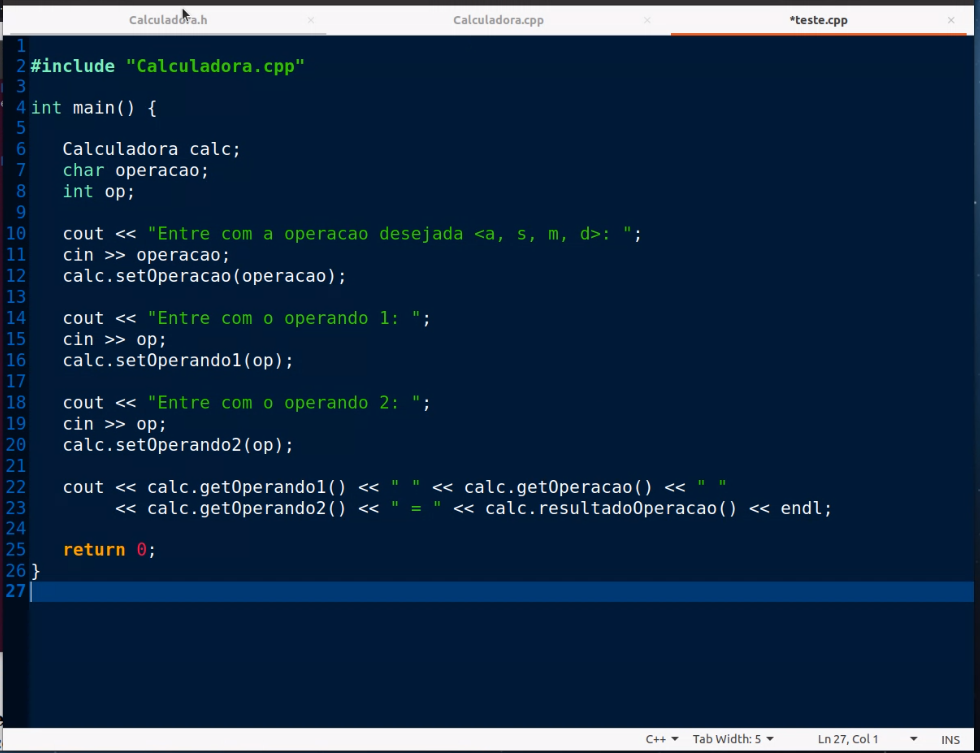 Calculadora.h × Calculadora.cpp × *teste.cpp ×
1
2 #include "Calculadora.cpp"
3
4 int main() {
5
6 Calculadora calc;
7 char operacao;
8 int op;
9
10 cout << "Entre com a operacao desejada <a, s, m, d>: ";
11 cin >> operacao;
12 calc.setOperacao(operacao);
13
14 cout << "Entre com o operando 1: ";
15 cin >> op;
16 calc.setOperando1(op);
17
18 cout << "Entre com o operando 2: ";
19 cin >> op;
20 calc.setOperando2(op);
21
22 cout << calc.getOperando1() << " " << calc.getOperacao() << " "
23 << calc.getOperando2() << " = " << calc.resultadoOperacao() << endl;
24
25 return 0;
26 }
27
C++ Tab Width: 5 Ln 27, Col 1 INS